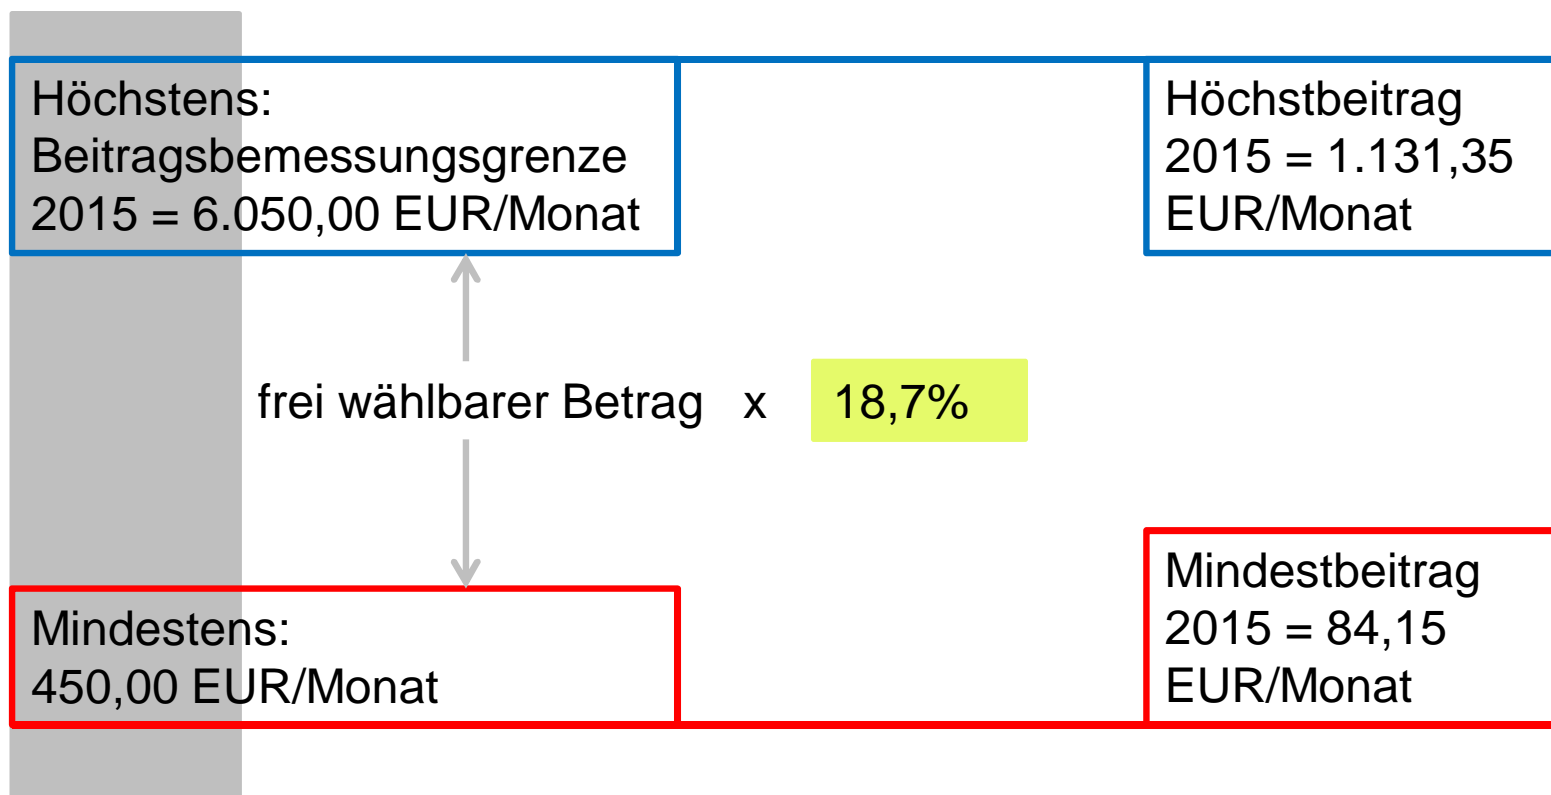 Höchstens:
Beitragsbemessungsgrenze
2015 = 6.050,00 EUR/Monat
Höchstbeitrag
2015 = 1.131,35
EUR/Monat
frei wählbarer Betrag x 18,7%
Mindestens:
450,00 EUR/Monat
Mindestbeitrag
2015 = 84,15
EUR/Monat